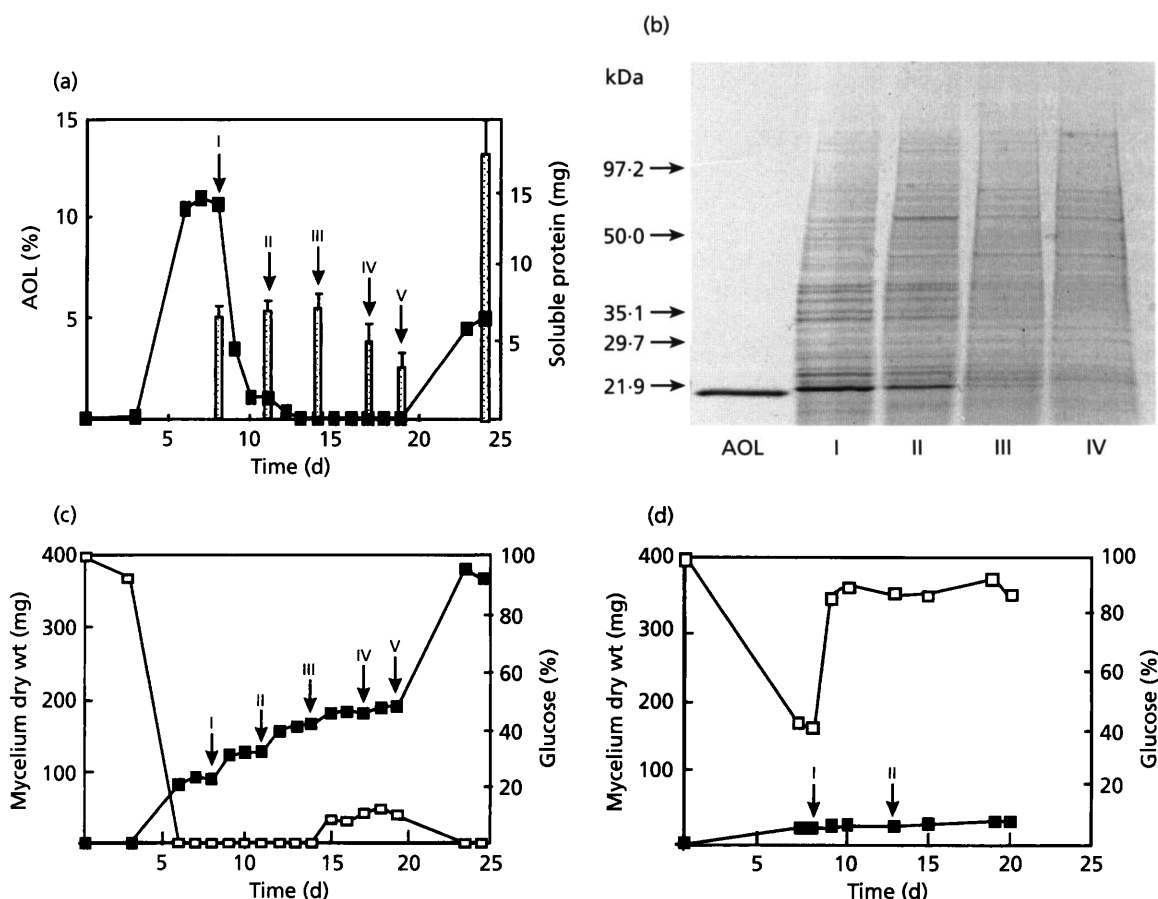 (a)
15
10
5
AOL (%)
I
II
III
IV
V
15
10
5
Soluble protein (mg)
5
10
15
20
25
Time (d)
(b)
kDa
97·2
50·0
35·1
29·7
21·9
AOL I II III IV
(c)
400
300
200
100
Mycelium dry wt (mg)
I
II
III
IV
V
100
80
60
40
20
Glucose (%)
5
10
15
20
25
Time (d)
(d)
400
300
200
100
Mycelium dry wt (mg)
I
II
100
80
60
40
20
Glucose (%)
5
10
15
20
25
Time (d)